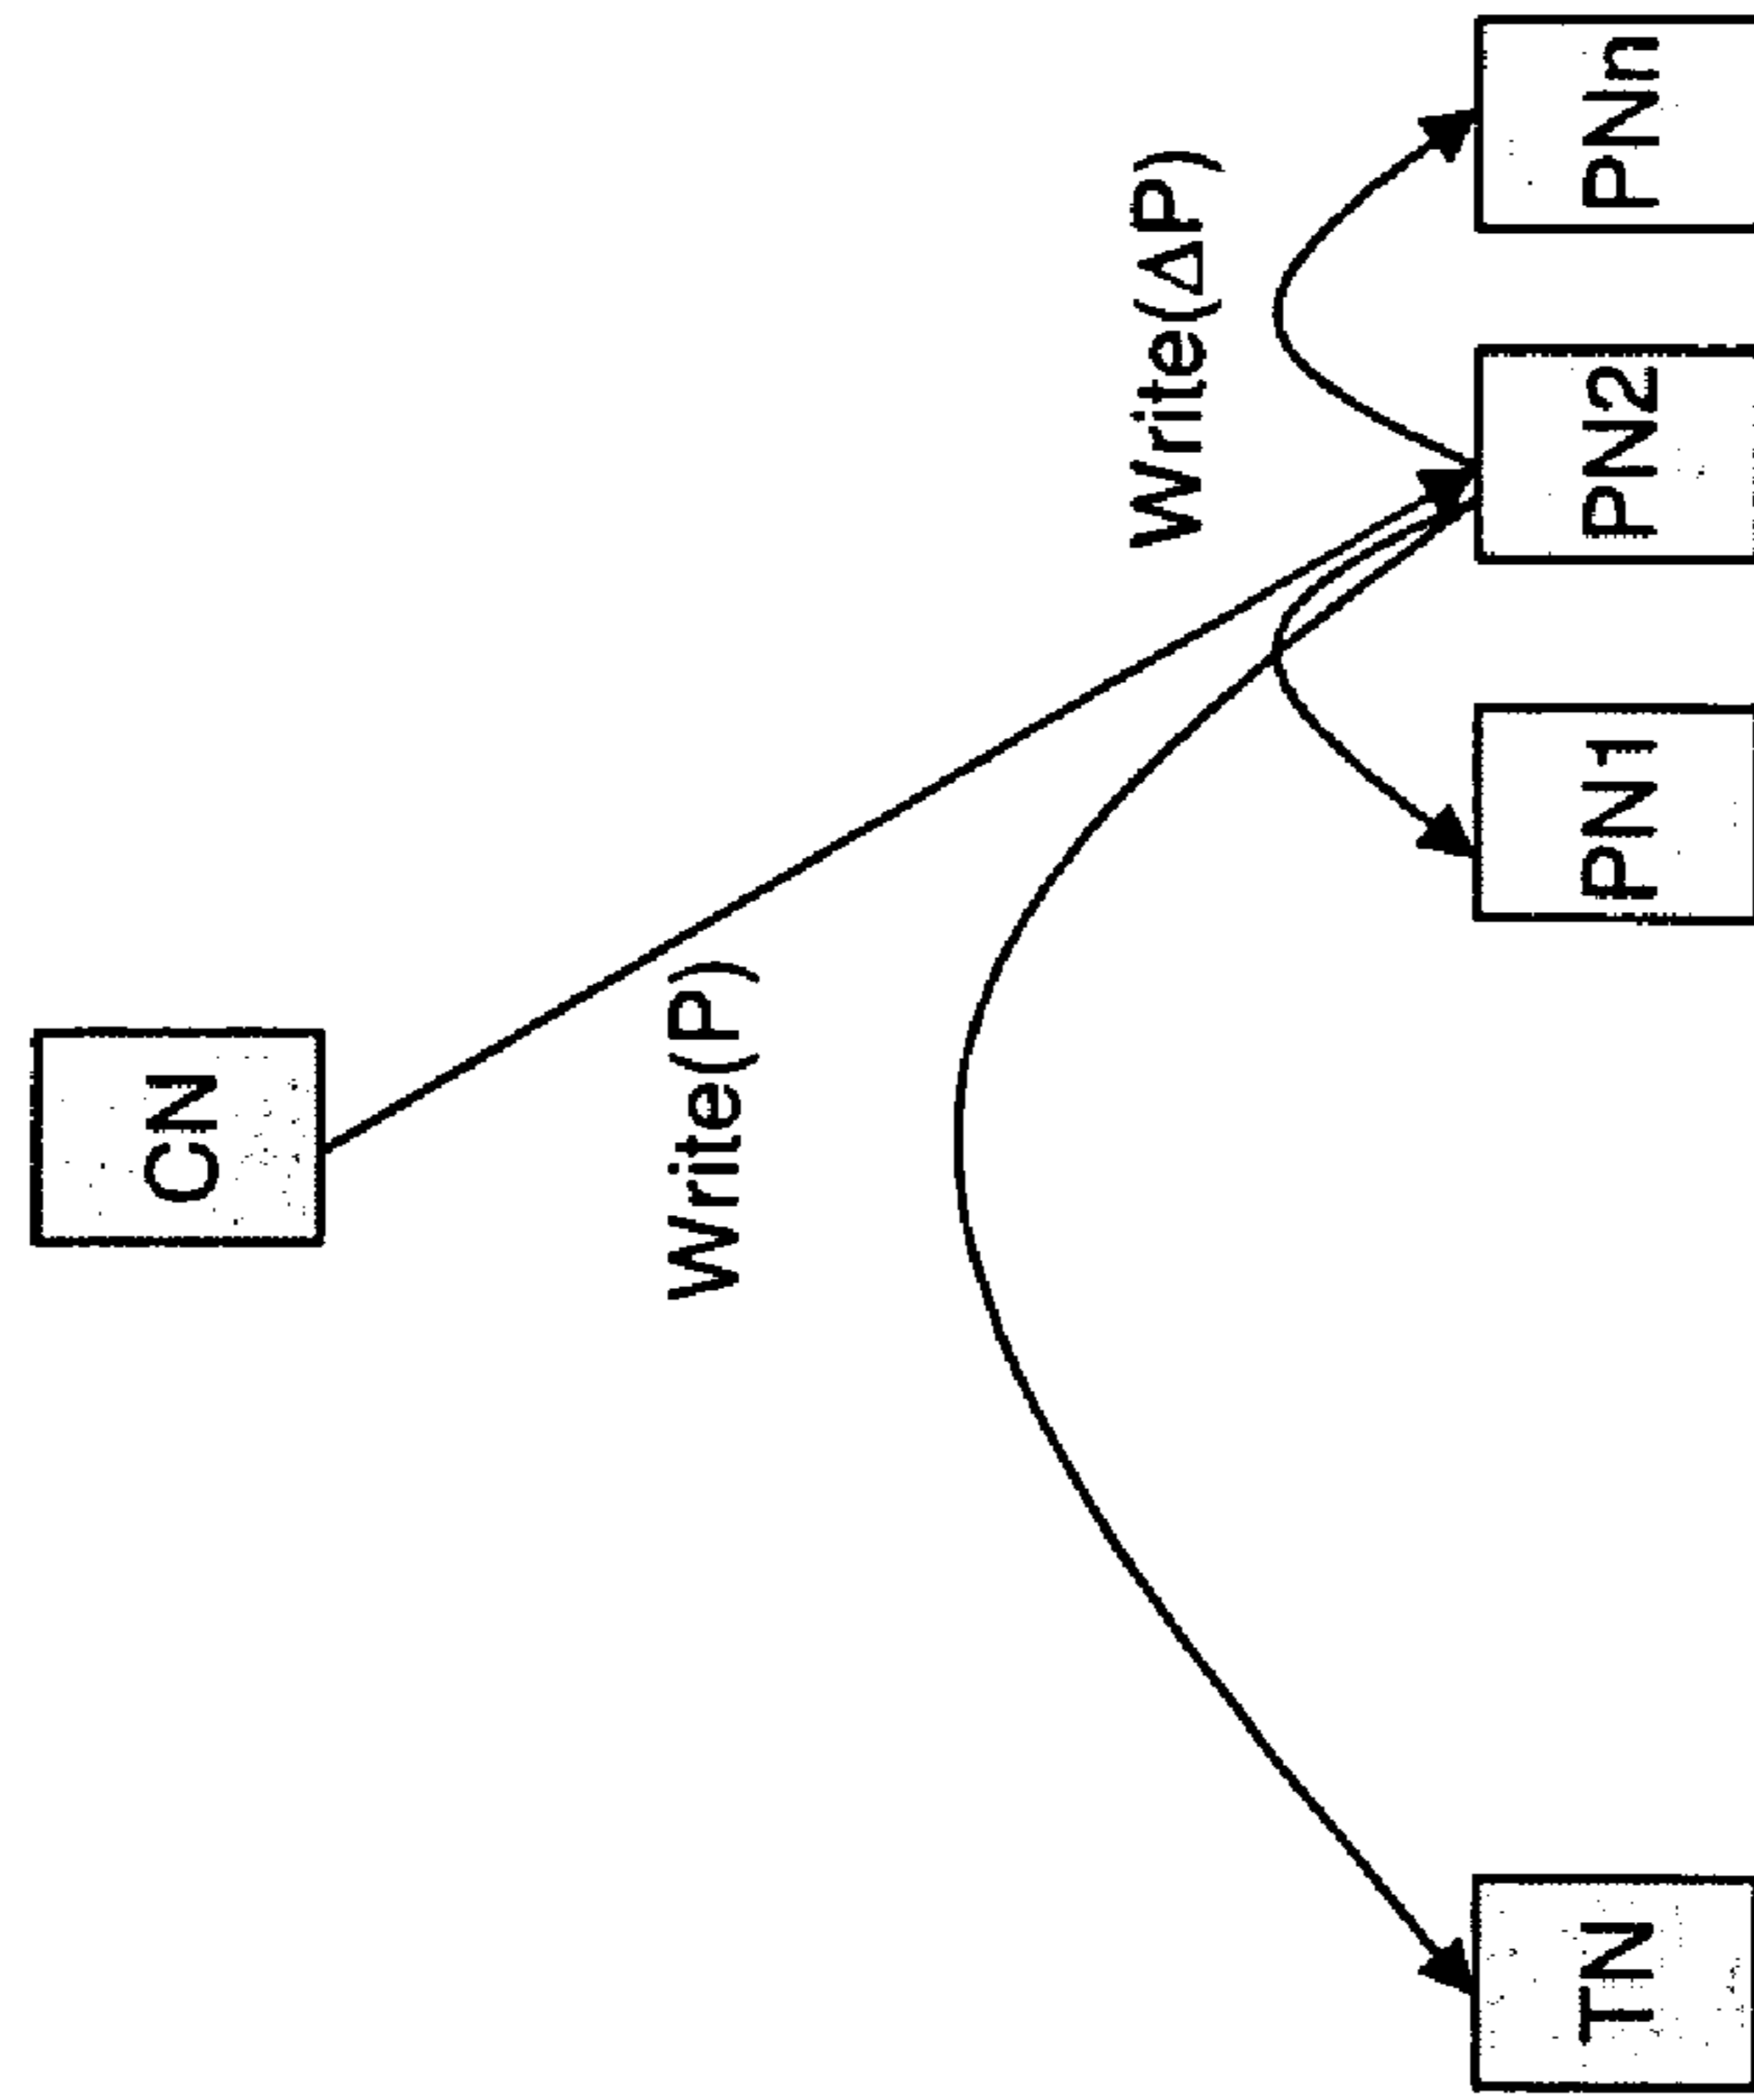 CN
Write(P)
Write(ΔP)
TN
PN1
PN2
PNn